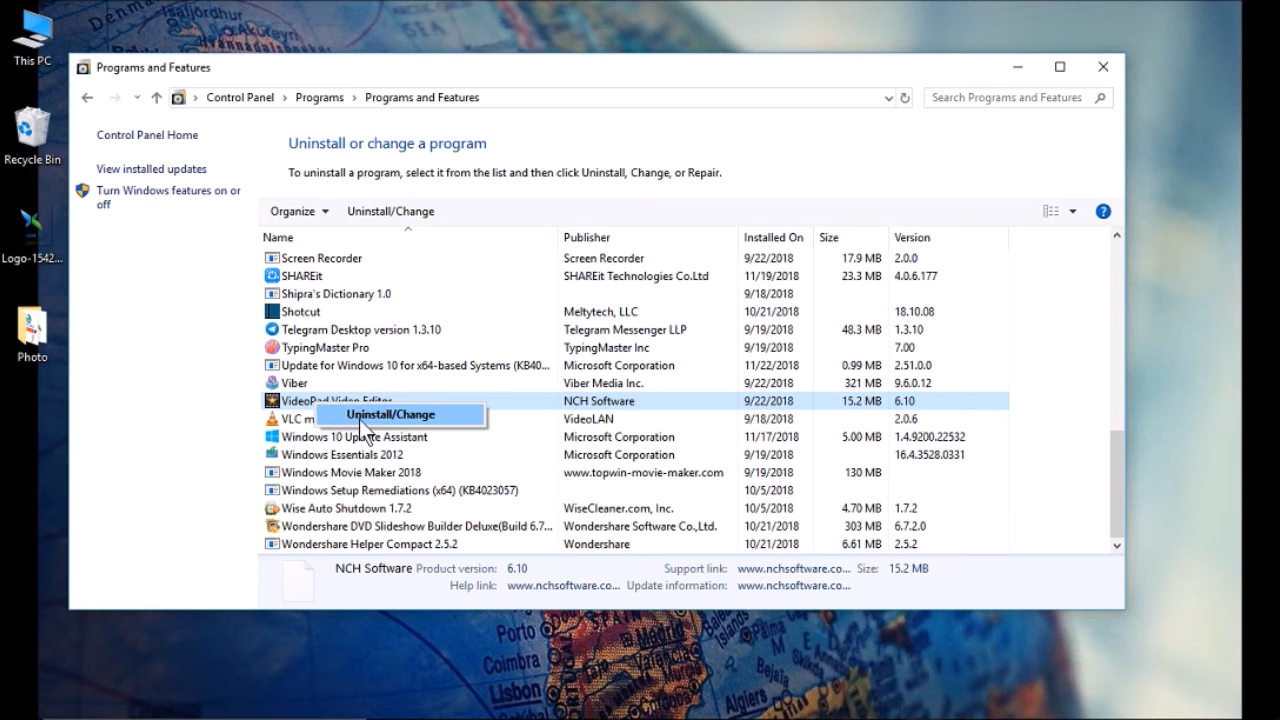 Denm
Ísafjörður
Akureyri
Hvannadalshnúkur
SEA
This PC
Recycle Bin
Logo-1542...
Photo
Programs and Features
Control Panel > Programs > Programs and Features
Search Programs and Features
Control Panel Home
View installed updates
Turn Windows features on or
off
Uninstall or change a program
To uninstall a program, select it from the list and then click Uninstall, Change, or Repair.
Organize Uninstall/Change
Name Publisher Installed On Size Version
Screen Recorder Screen Recorder 9/22/2018 17.9 MB 2.0.0
SHAREit SHAREit Technologies Co.Ltd 11/19/2018 23.3 MB 4.0.6.177
Shipra's Dictionary 1.0 9/18/2018
Shotcut Meltytech, LLC 10/21/2018 18.10.08
Telegram Desktop version 1.3.10 Telegram Messenger LLP 9/19/2018 48.3 MB 1.3.10
TypingMaster Pro TypingMaster Inc 9/19/2018 7.00
Update for Windows 10 for x64-based Systems (KB40... Microsoft Corporation 11/22/2018 0.99 MB 2.51.0.0
Viber Viber Media Inc. 9/22/2018 321 MB 9.6.0.12
VideoPad Video Editor NCH Software 9/22/2018 15.2 MB 6.10
Uninstall/Change
VLC m VideoLAN 9/18/2018 2.0.6
Windows 10 Update Assistant Microsoft Corporation 11/17/2018 5.00 MB 1.4.9200.22532
Windows Essentials 2012 Microsoft Corporation 9/19/2018 16.4.3528.0331
Windows Movie Maker 2018 www.topwin-movie-maker.com 9/19/2018 130 MB
Windows Setup Remediations (x64) (KB4023057) 10/5/2018
Wise Auto Shutdown 1.7.2 WiseCleaner.com, Inc. 10/5/2018 4.70 MB 1.7.2
Wondershare DVD Slideshow Builder Deluxe(Build 6.7... Wondershare Software Co.,Ltd. 10/21/2018 303 MB 6.7.2.0
Wondershare Helper Compact 2.5.2 Wondershare 10/21/2018 6.61 MB 2.5.2
NCH Software Product version: 6.10 Support link: www.nchsoftware.co... Size: 15.2 MB
Help link: www.nchsoftware.co... Update information: www.nchsoftware.co...
Porto
Madrid
Coimbra
Lisbon
Palma
Bejaia
Algiers